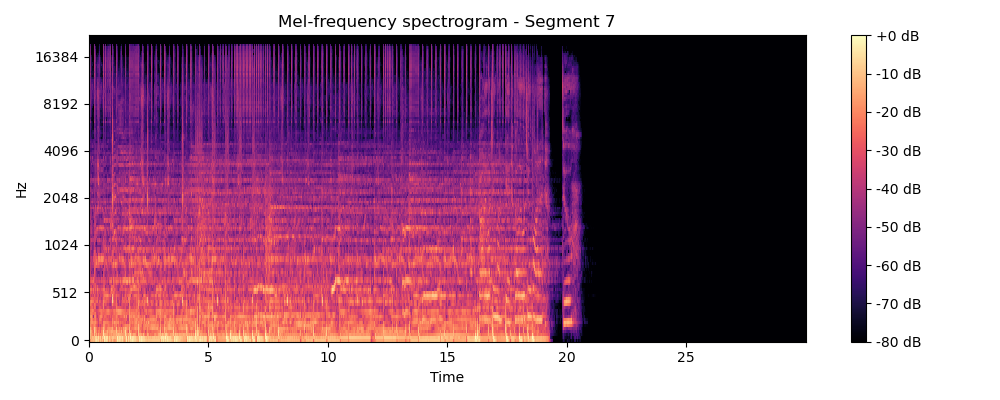 Mel-frequency spectrogram - Segment 7
Hz
16384
8192
4096
2048
1024
512
0
0 5 10 15 20 25
Time
+0 dB
-10 dB
-20 dB
-30 dB
-40 dB
-50 dB
-60 dB
-70 dB
-80 dB